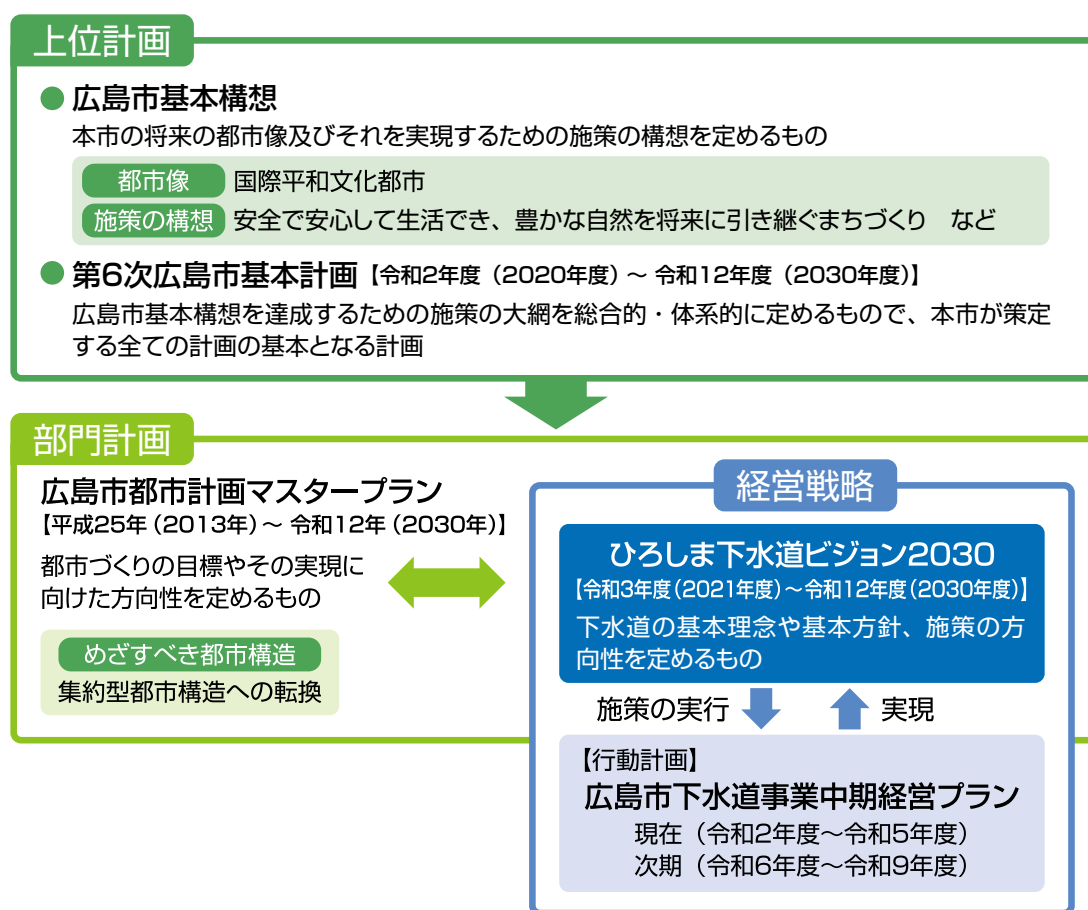 上位計画
● 広島市基本構想
本市の将来の都市像及びそれを実現するための施策の構想を定めるもの
都市像 国際平和文化都市
施策の構想 安全で安心して生活でき、豊かな自然を将来に引き継ぐまちづくり　など
● 第6次広島市基本計画【令和2年度（2020年度）～ 令和12年度（2030年度）】
広島市基本構想を達成するための施策の大網を総合的・体系的に定めるもので、本市が策定
する全ての計画の基本となる計画
部門計画
広島市都市計画マスタープラン
【平成25年（2013年）～ 令和12年（2030年）】
都市づくりの目標やその実現に
向けた方向性を定めるもの
めざすべき都市構造
集約型都市構造への転換
経営戦略
ひろしま下水道ビジョン2030
【令和3年度（2021年度）～令和12年度（2030年度）】
下水道の基本理念や基本方針、施策の方
向性を定めるもの
施策の実行 実現
【行動計画】
広島市下水道事業中期経営プラン
現在（令和2年度～令和5年度）
次期（令和6年度～令和9年度）